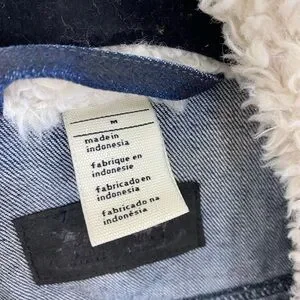 M
made in
indonesia
fabrique en
indonesie
fabricado en
indonesia
fabricado na
indonésia